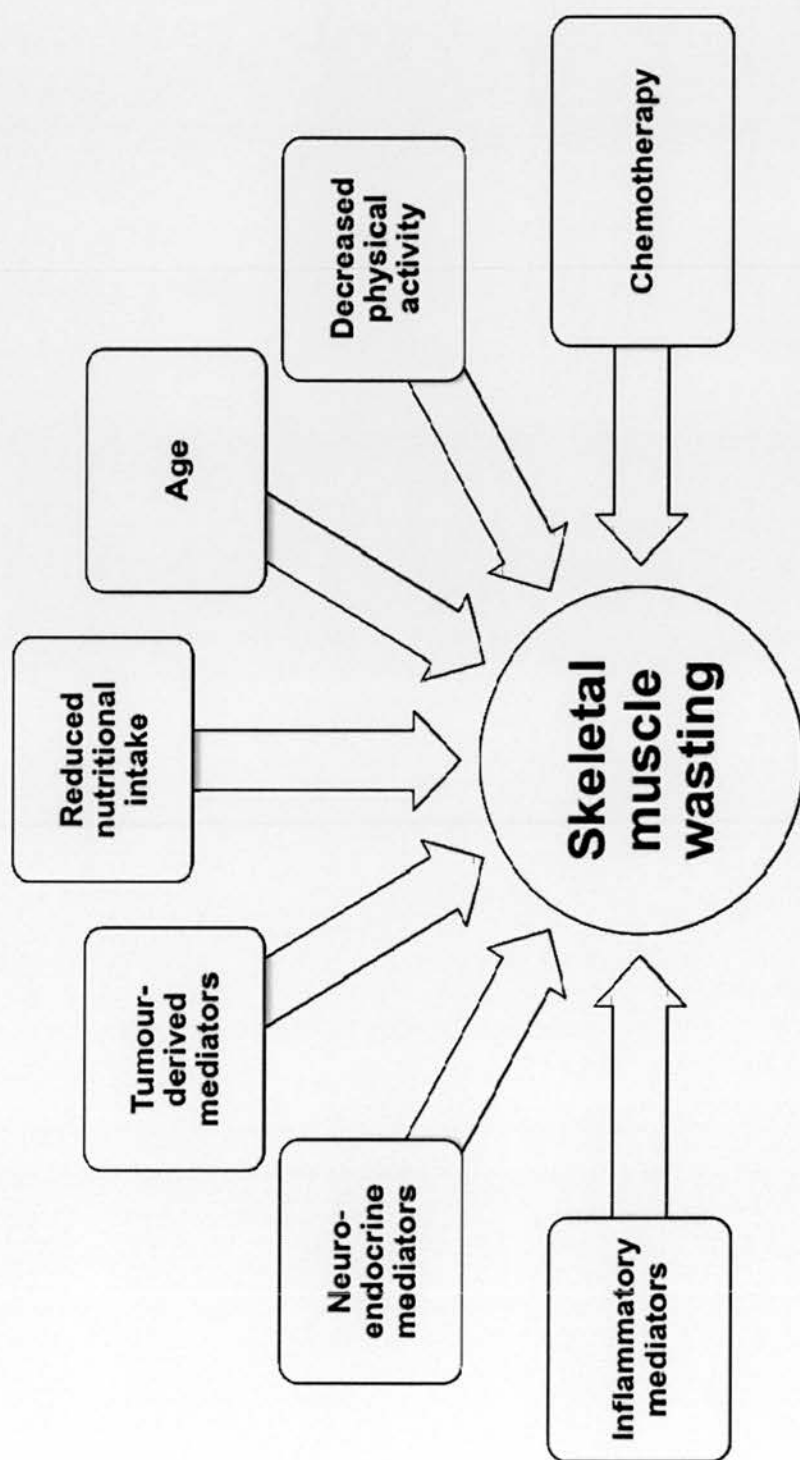 Reduced
nutritional
intake
Tumour-
derived
mediators
Age
Neuro-
endocrine
mediators
Decreased
physical
activity
Inflammatory
mediators
Skeletal
muscle
wasting
Chemotherapy